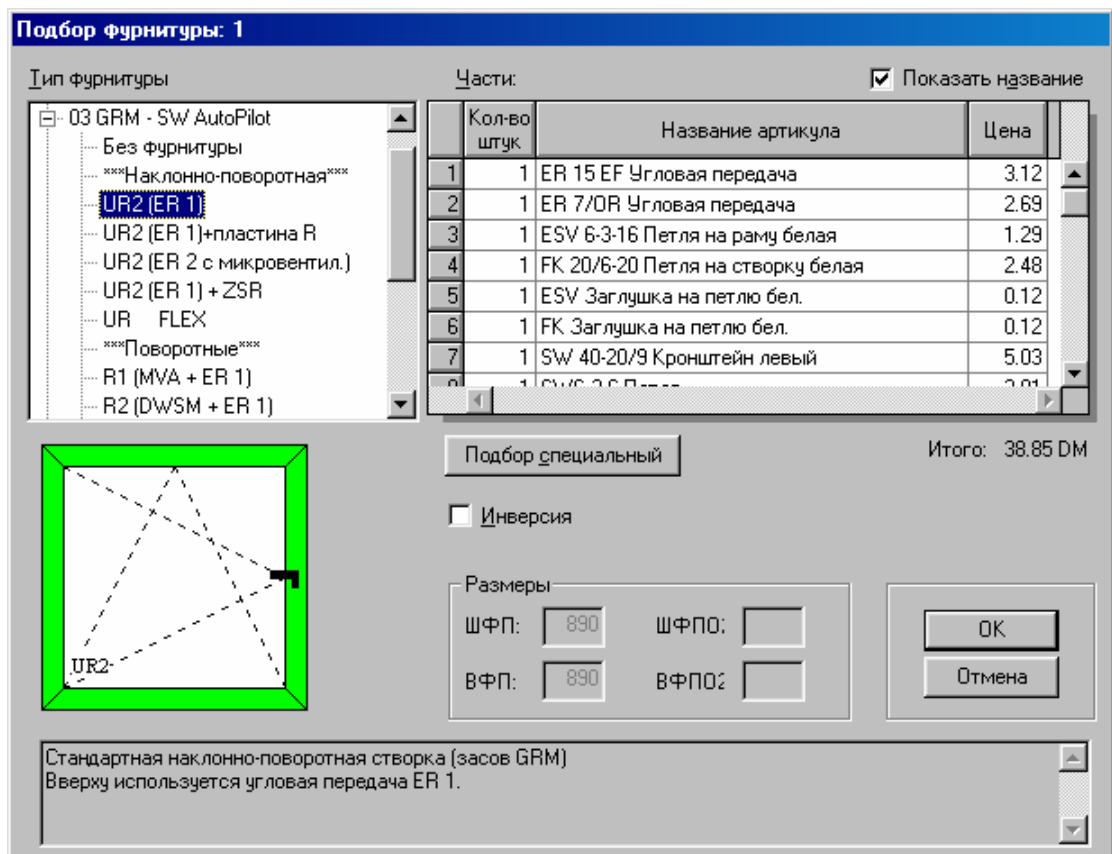 Подбор фурнитуры: 1
Тип фурнитуры
Части:
Показать название
03 GRM - SW AutoPilot
Без фурнитуры
***Наклонно-поворотная***
UR2 (ER 1)
UR2 (ER 1)+пластина R
UR2 (ER 2 с микровентил.)
UR2 (ER 1) + ZSR
UR FLEX
***Поворотные***
R1 (MVA + ER 1)
R2 (DWSM + ER 1)
Кол-во штук Название артикула Цена
1 1 ER 15 EF Угловая передача 3.12
2 1 ER 7/OR Угловая передача 2.69
3 1 ESV 6-3-16 Петля на раму белая 1.29
4 1 FK 20/6-20 Петля на створку белая 2.48
5 1 ESV Заглушка на петлю бел. 0.12
6 1 FK Заглушка на петлю бел. 0.12
7 1 SW 40-20/9 Кронштейн левый 5.03
Подбор специальный
Итого: 38.85 DM
Инверсия
UR2
Размеры
ШФП: 890 ШФПО:
ВФП: 890 ВФПО2
OK
Отмена
Стандартная наклонно-поворотная створка (засов GRM)
Вверху используется угловая передача ER 1.